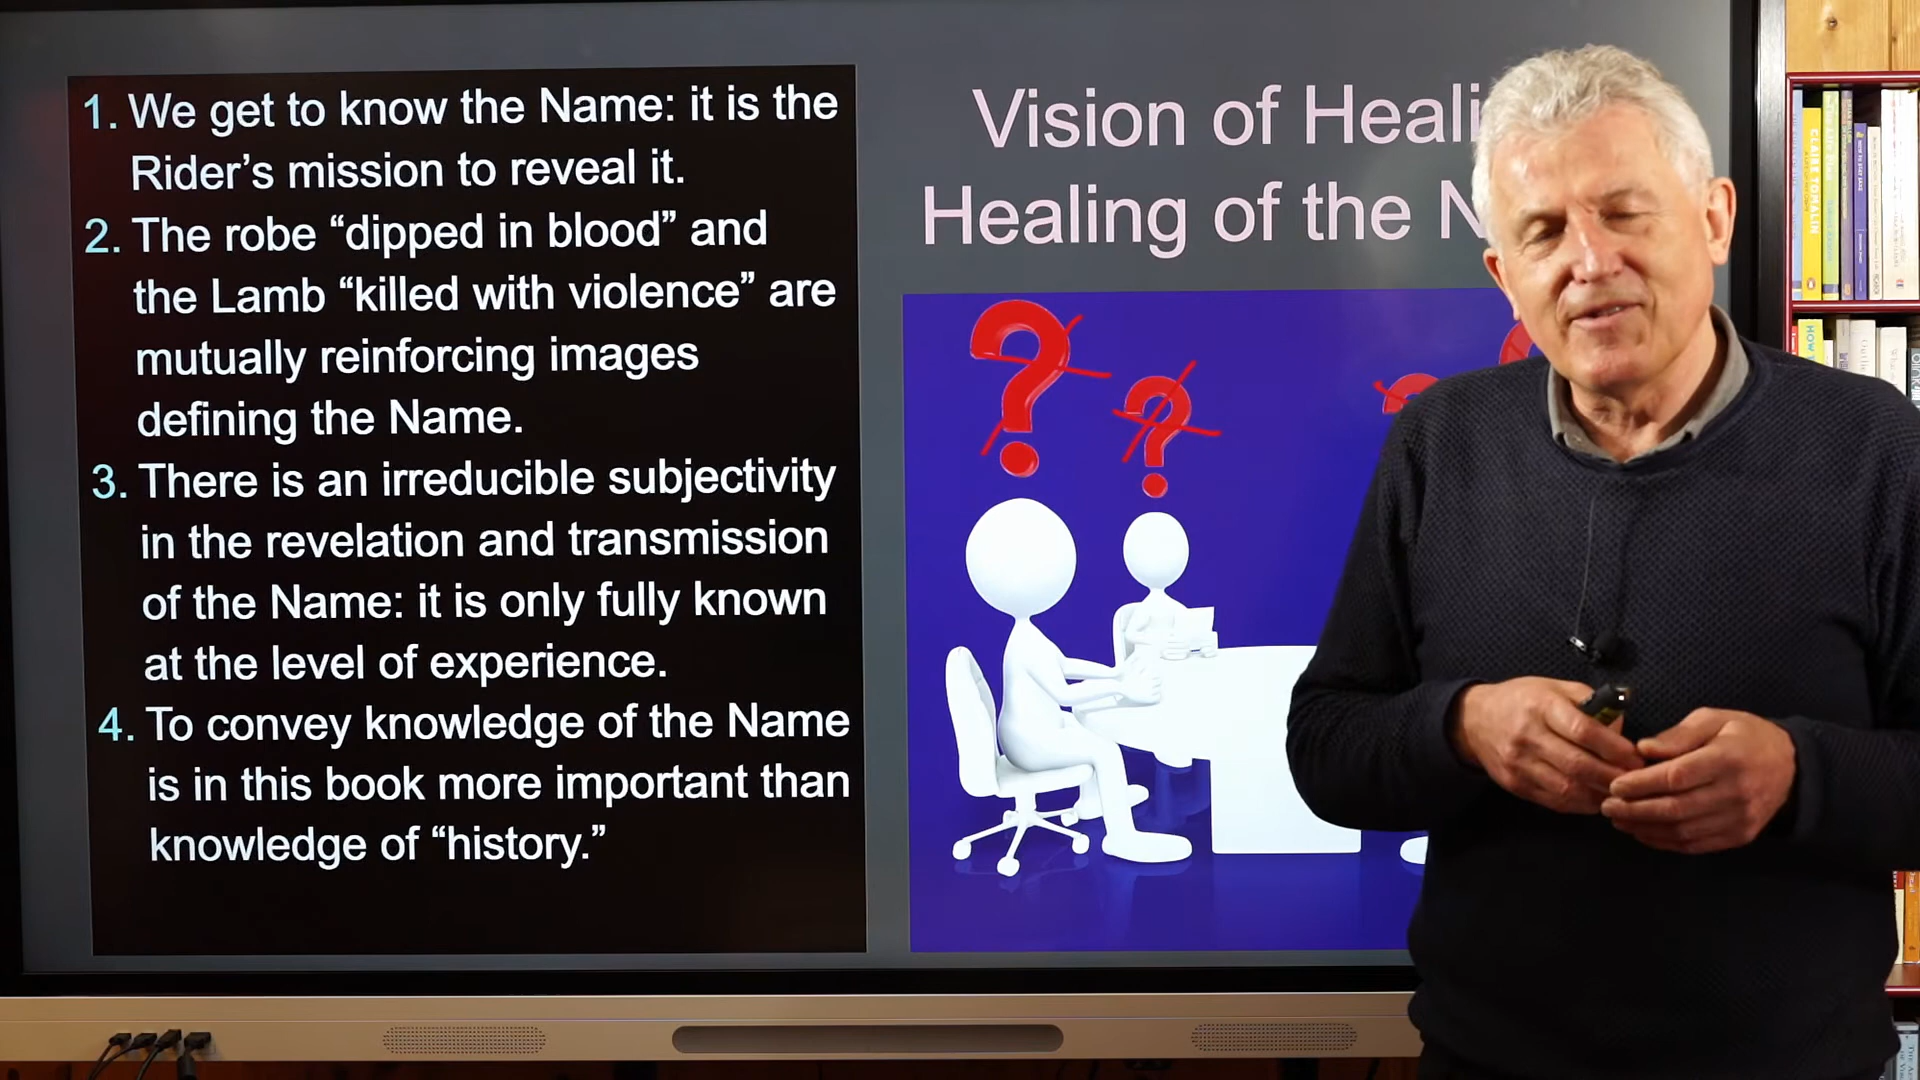 1. We get to know the Name: it is the
Rider’s mission to reveal it.
2. The robe “dipped in blood” and
the Lamb “killed with violence” are
mutually reinforcing images
defining the Name.
3. There is an irreducible subjectivity
in the revelation and transmission
of the Name: it is only fully known
at the level of experience.
4. To convey knowledge of the Name
is in this book more important than
knowledge of “history.”
Vision of Heali
Healing of the N
CLAIRE TOMALIN